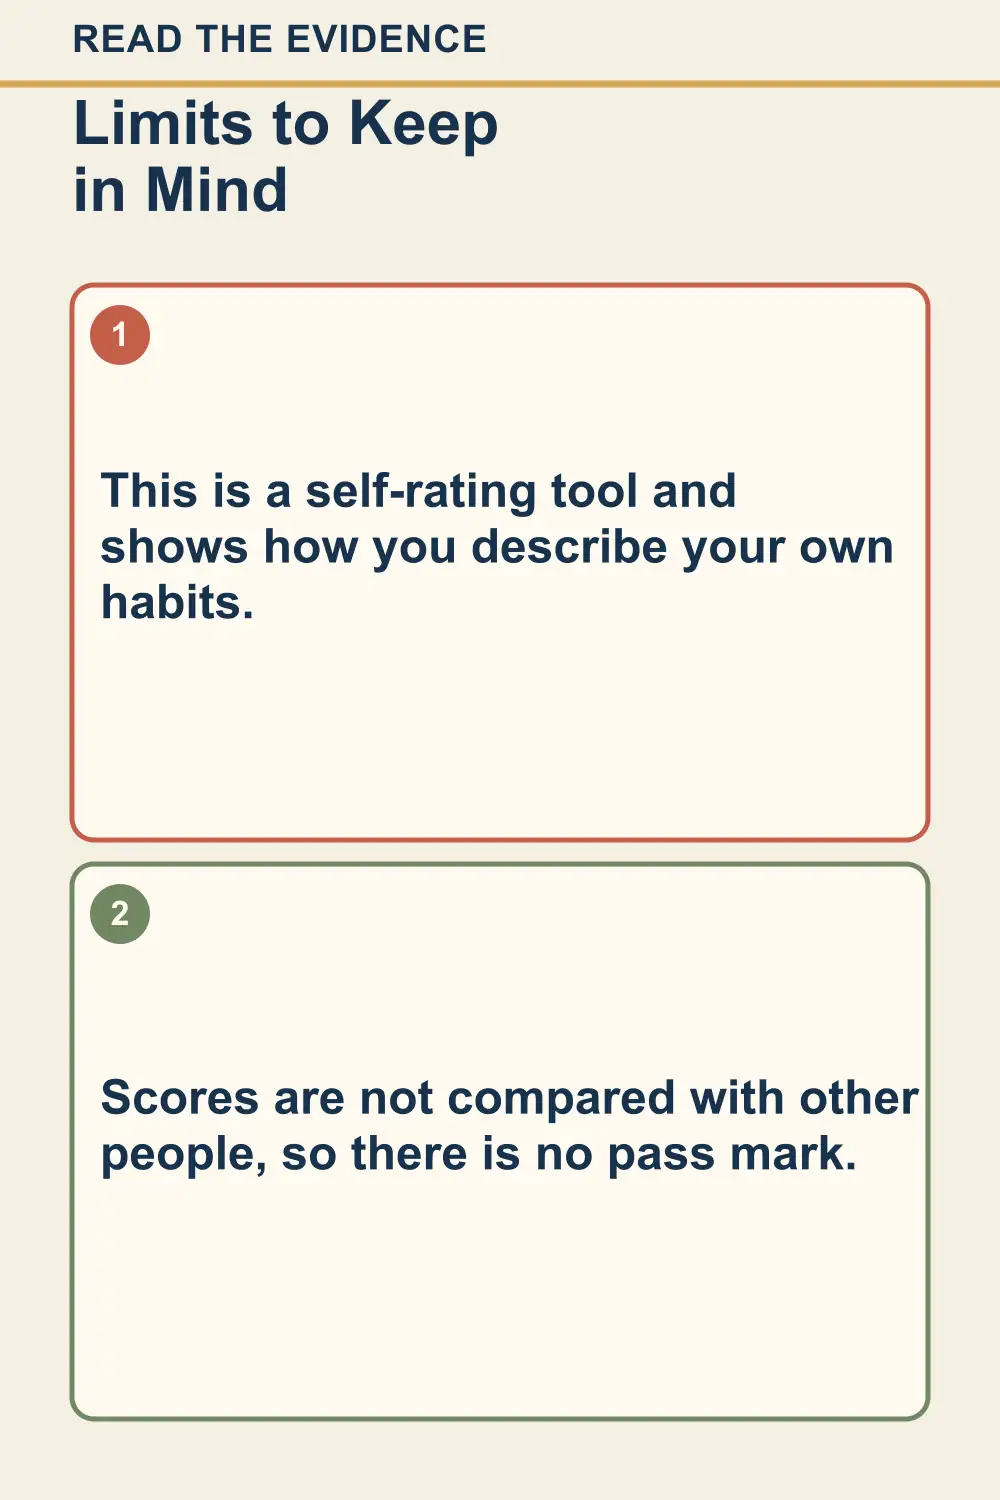 READ THE EVIDENCE
Limits to Keep
in Mind
1
This is a self-rating tool and
shows how you describe your own
habits.
2
Scores are not compared with other
people, so there is no pass mark.